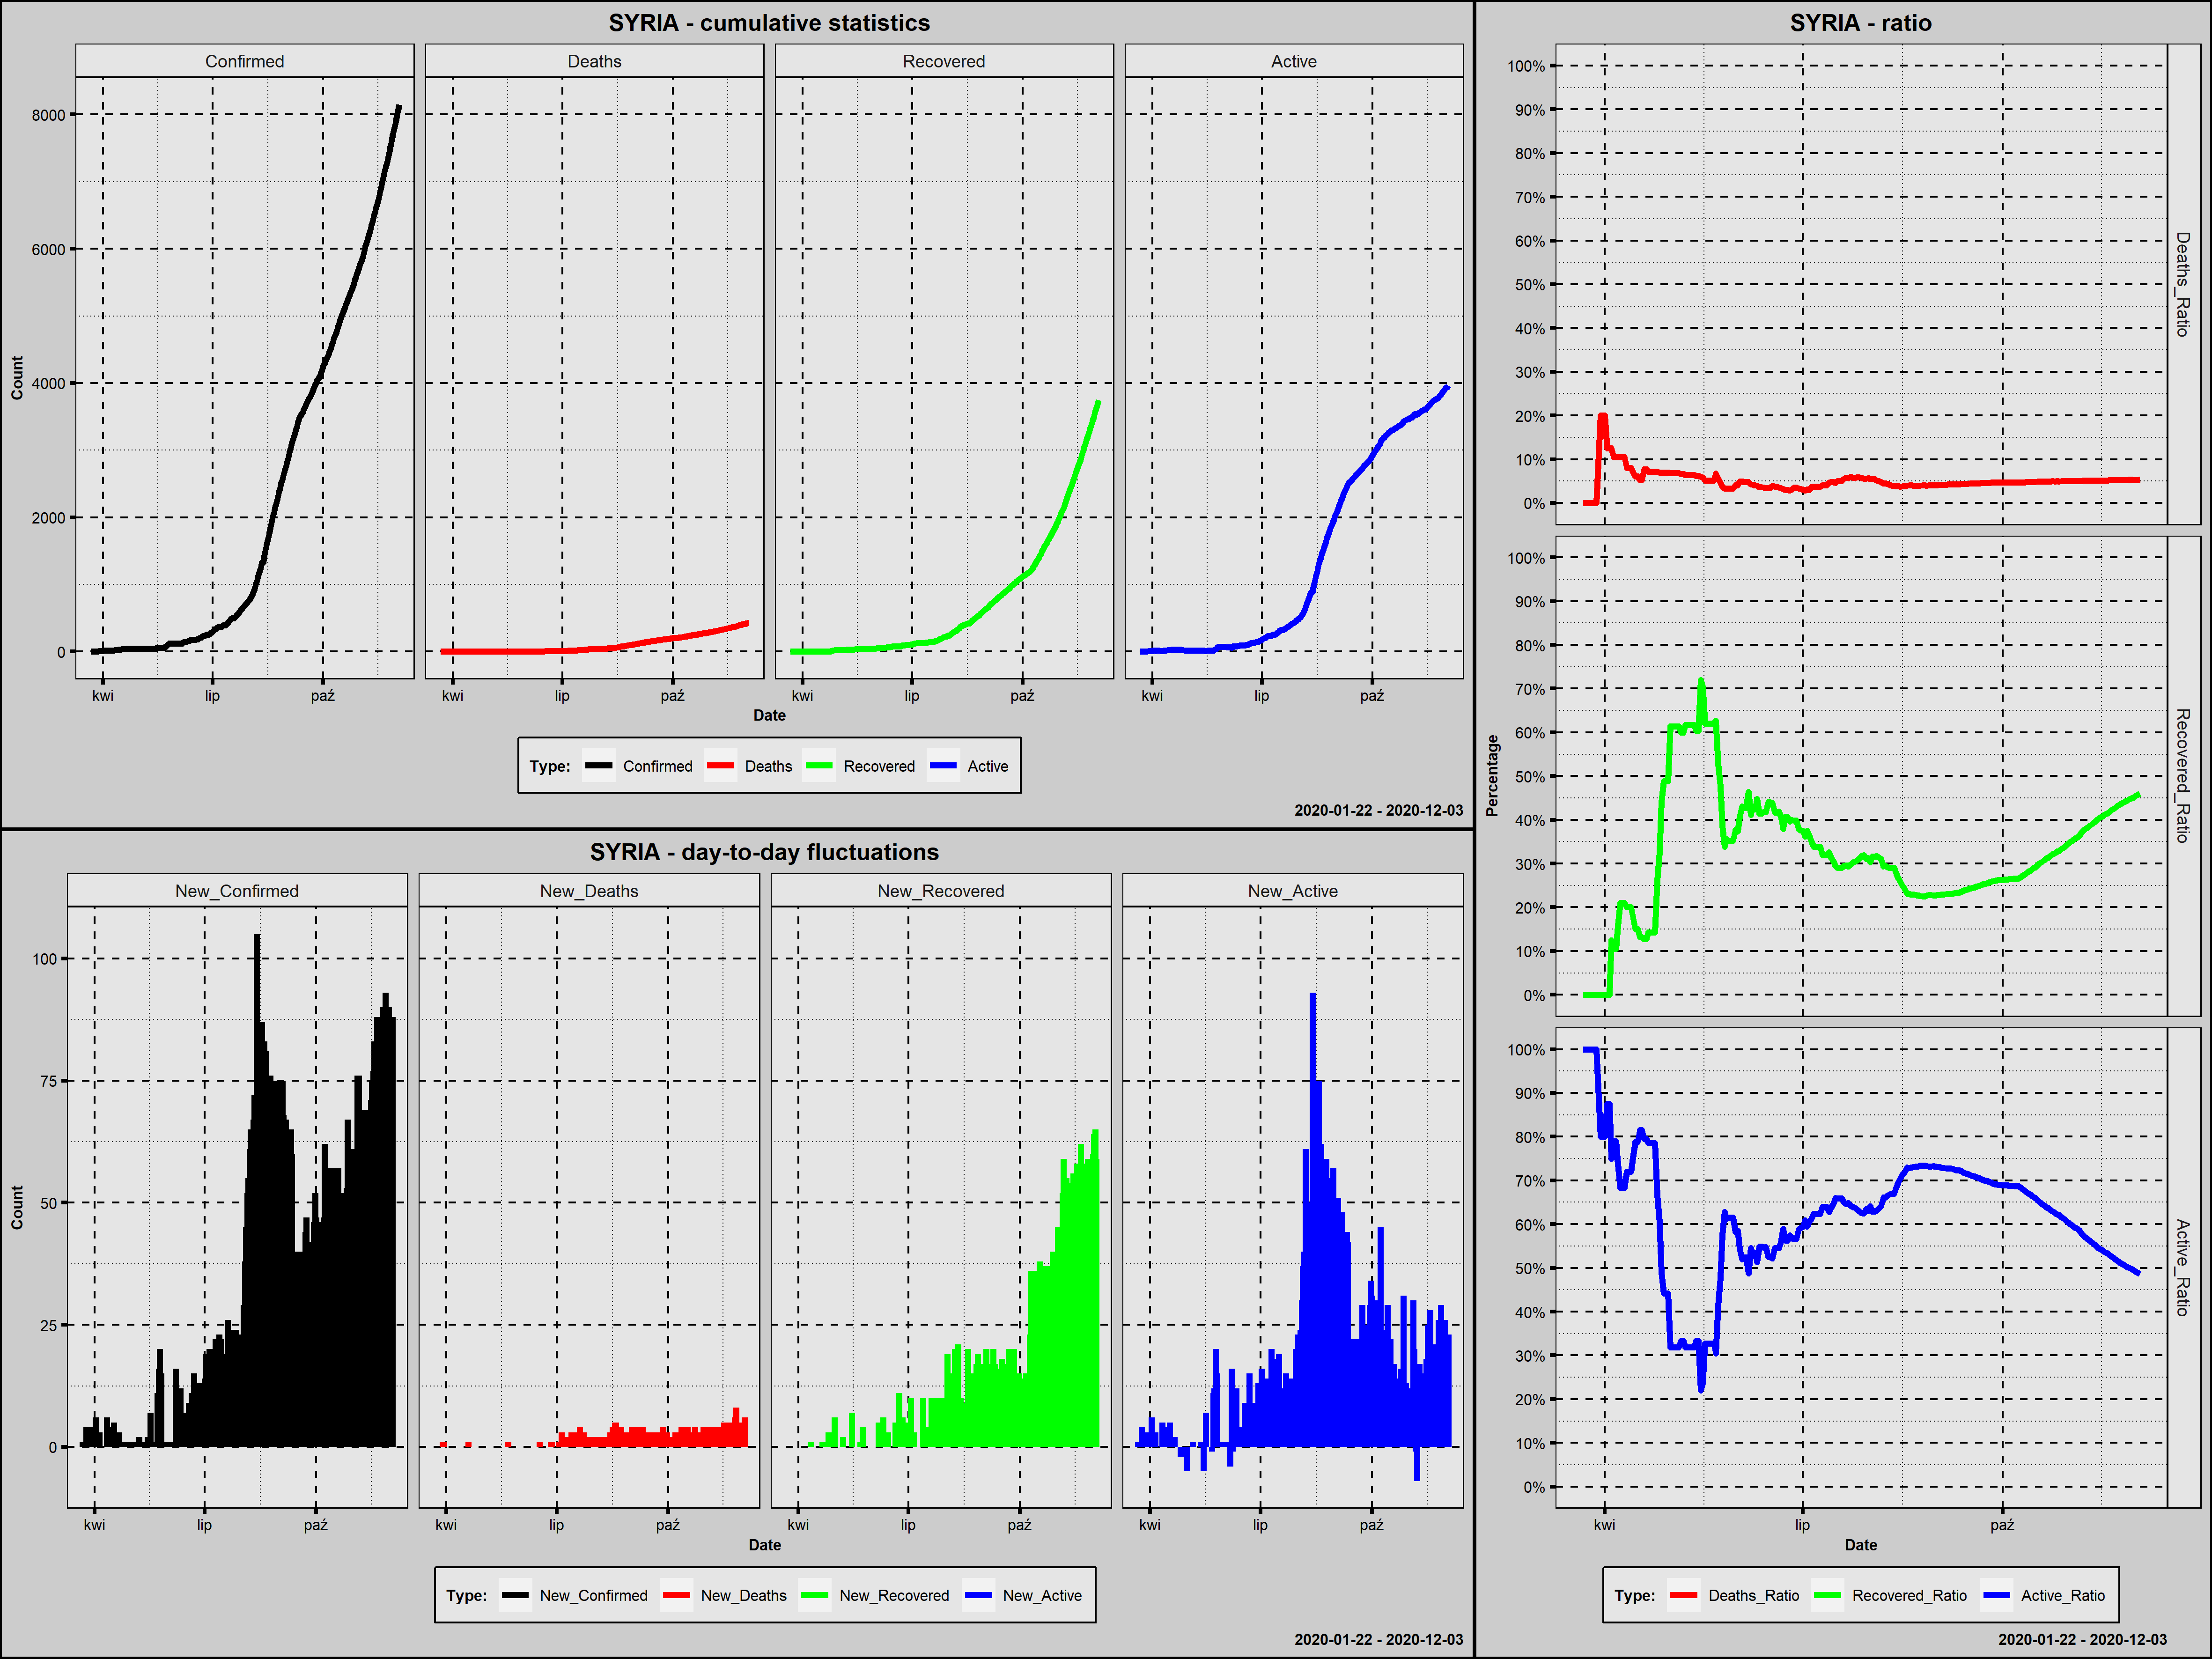 SYRIA - cumulative statistics
Confirmed Deaths Recovered Active
Count
8000
6000
4000
2000
0
kwi lip paź kwi lip paź kwi lip paź kwi lip paź
Date
Type: Confirmed Deaths Recovered Active
2020-01-22 - 2020-12-03
SYRIA - day-to-day fluctuations
New_Confirmed New_Deaths New_Recovered New_Active
Count
100
75
50
25
0
kwi lip paź kwi lip paź kwi lip paź kwi lip paź
Date
Type: New_Confirmed New_Deaths New_Recovered New_Active
2020-01-22 - 2020-12-03
SYRIA - ratio
Percentage
100%
90%
80%
70%
60%
50%
40%
30%
20%
10%
0%
Deaths_Ratio
100%
90%
80%
70%
60%
50%
40%
30%
20%
10%
0%
Recovered_Ratio
100%
90%
80%
70%
60%
50%
40%
30%
20%
10%
0%
Active_Ratio
kwi lip paź
Date
Type: Deaths_Ratio Recovered_Ratio Active_Ratio
2020-01-22 - 2020-12-03